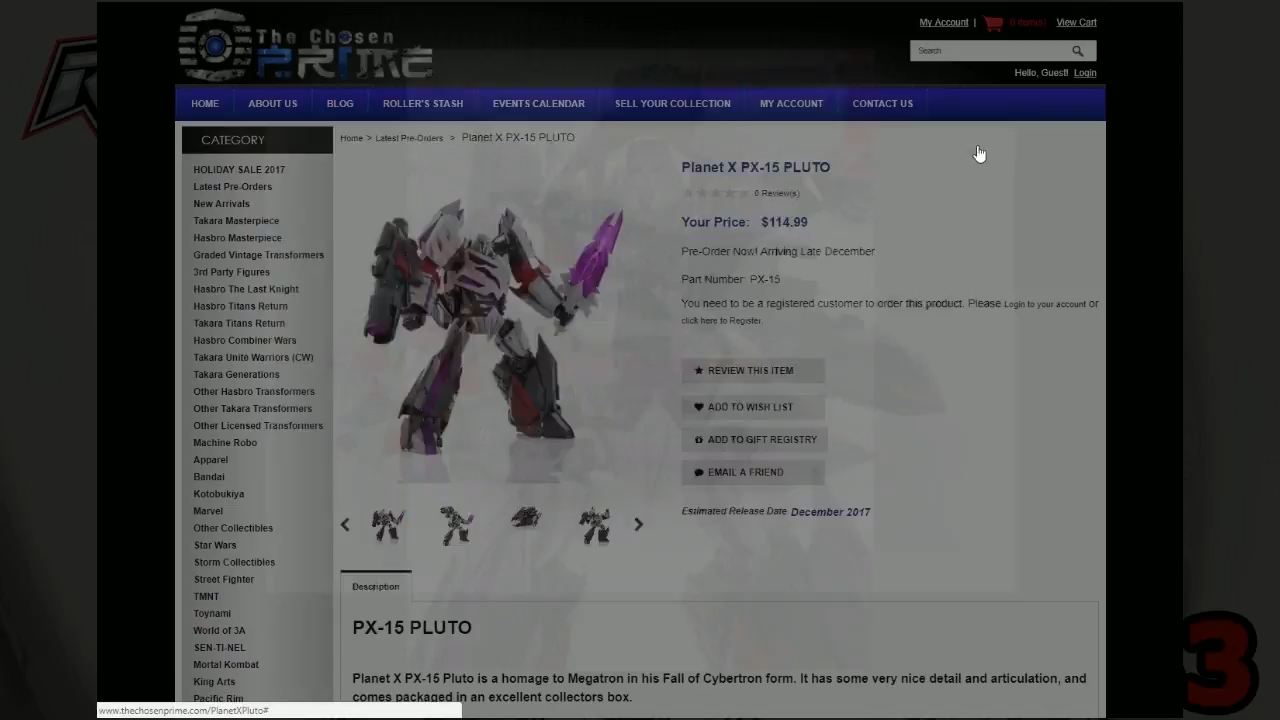 The Chosen
PRIME
My Account | 0 item(s) View Cart
Search
Hello, Guest! Login
HOME ABOUT US BLOG ROLLER'S STASH EVENTS CALENDAR SELL YOUR COLLECTION MY ACCOUNT CONTACT US
CATEGORY
HOLIDAY SALE 2017
Latest Pre-Orders
New Arrivals
Takara Masterpiece
Hasbro Masterpiece
Graded Vintage Transformers
3rd Party Figures
Hasbro The Last Knight
Hasbro Titans Return
Takara Titans Return
Hasbro Combiner Wars
Takara Unite Warriors (CW)
Takara Generations
Other Hasbro Transformers
Other Takara Transformers
Other Licensed Transformers
Machine Robo
Apparel
Bandai
Kotobukiya
Marvel
Other Collectibles
Star Wars
Storm Collectibles
Street Fighter
TMNT
Toynami
World of 3A
SEN-TI-NEL
Mortal Kombat
King Arts
Pacific Rim
Home > Latest Pre-Orders > Planet X PX-15 PLUTO
Planet X PX-15 PLUTO
0 Review(s)
Your Price: $114.99
Pre-Order Now! Arriving Late December
Part Number: PX-15
You need to be a registered customer to order this product. Please Login to your account or
click here to Register.
REVIEW THIS ITEM
ADD TO WISH LIST
ADD TO GIFT REGISTRY
EMAIL A FRIEND
Estimated Release Date December 2017
Description
PX-15 PLUTO
Planet X PX-15 Pluto is a homage to Megatron in his Fall of Cybertron form. It has some very nice detail and articulation, and
comes packaged in an excellent collectors box.
www.thechosenprime.com/PlanetXPluto#
3